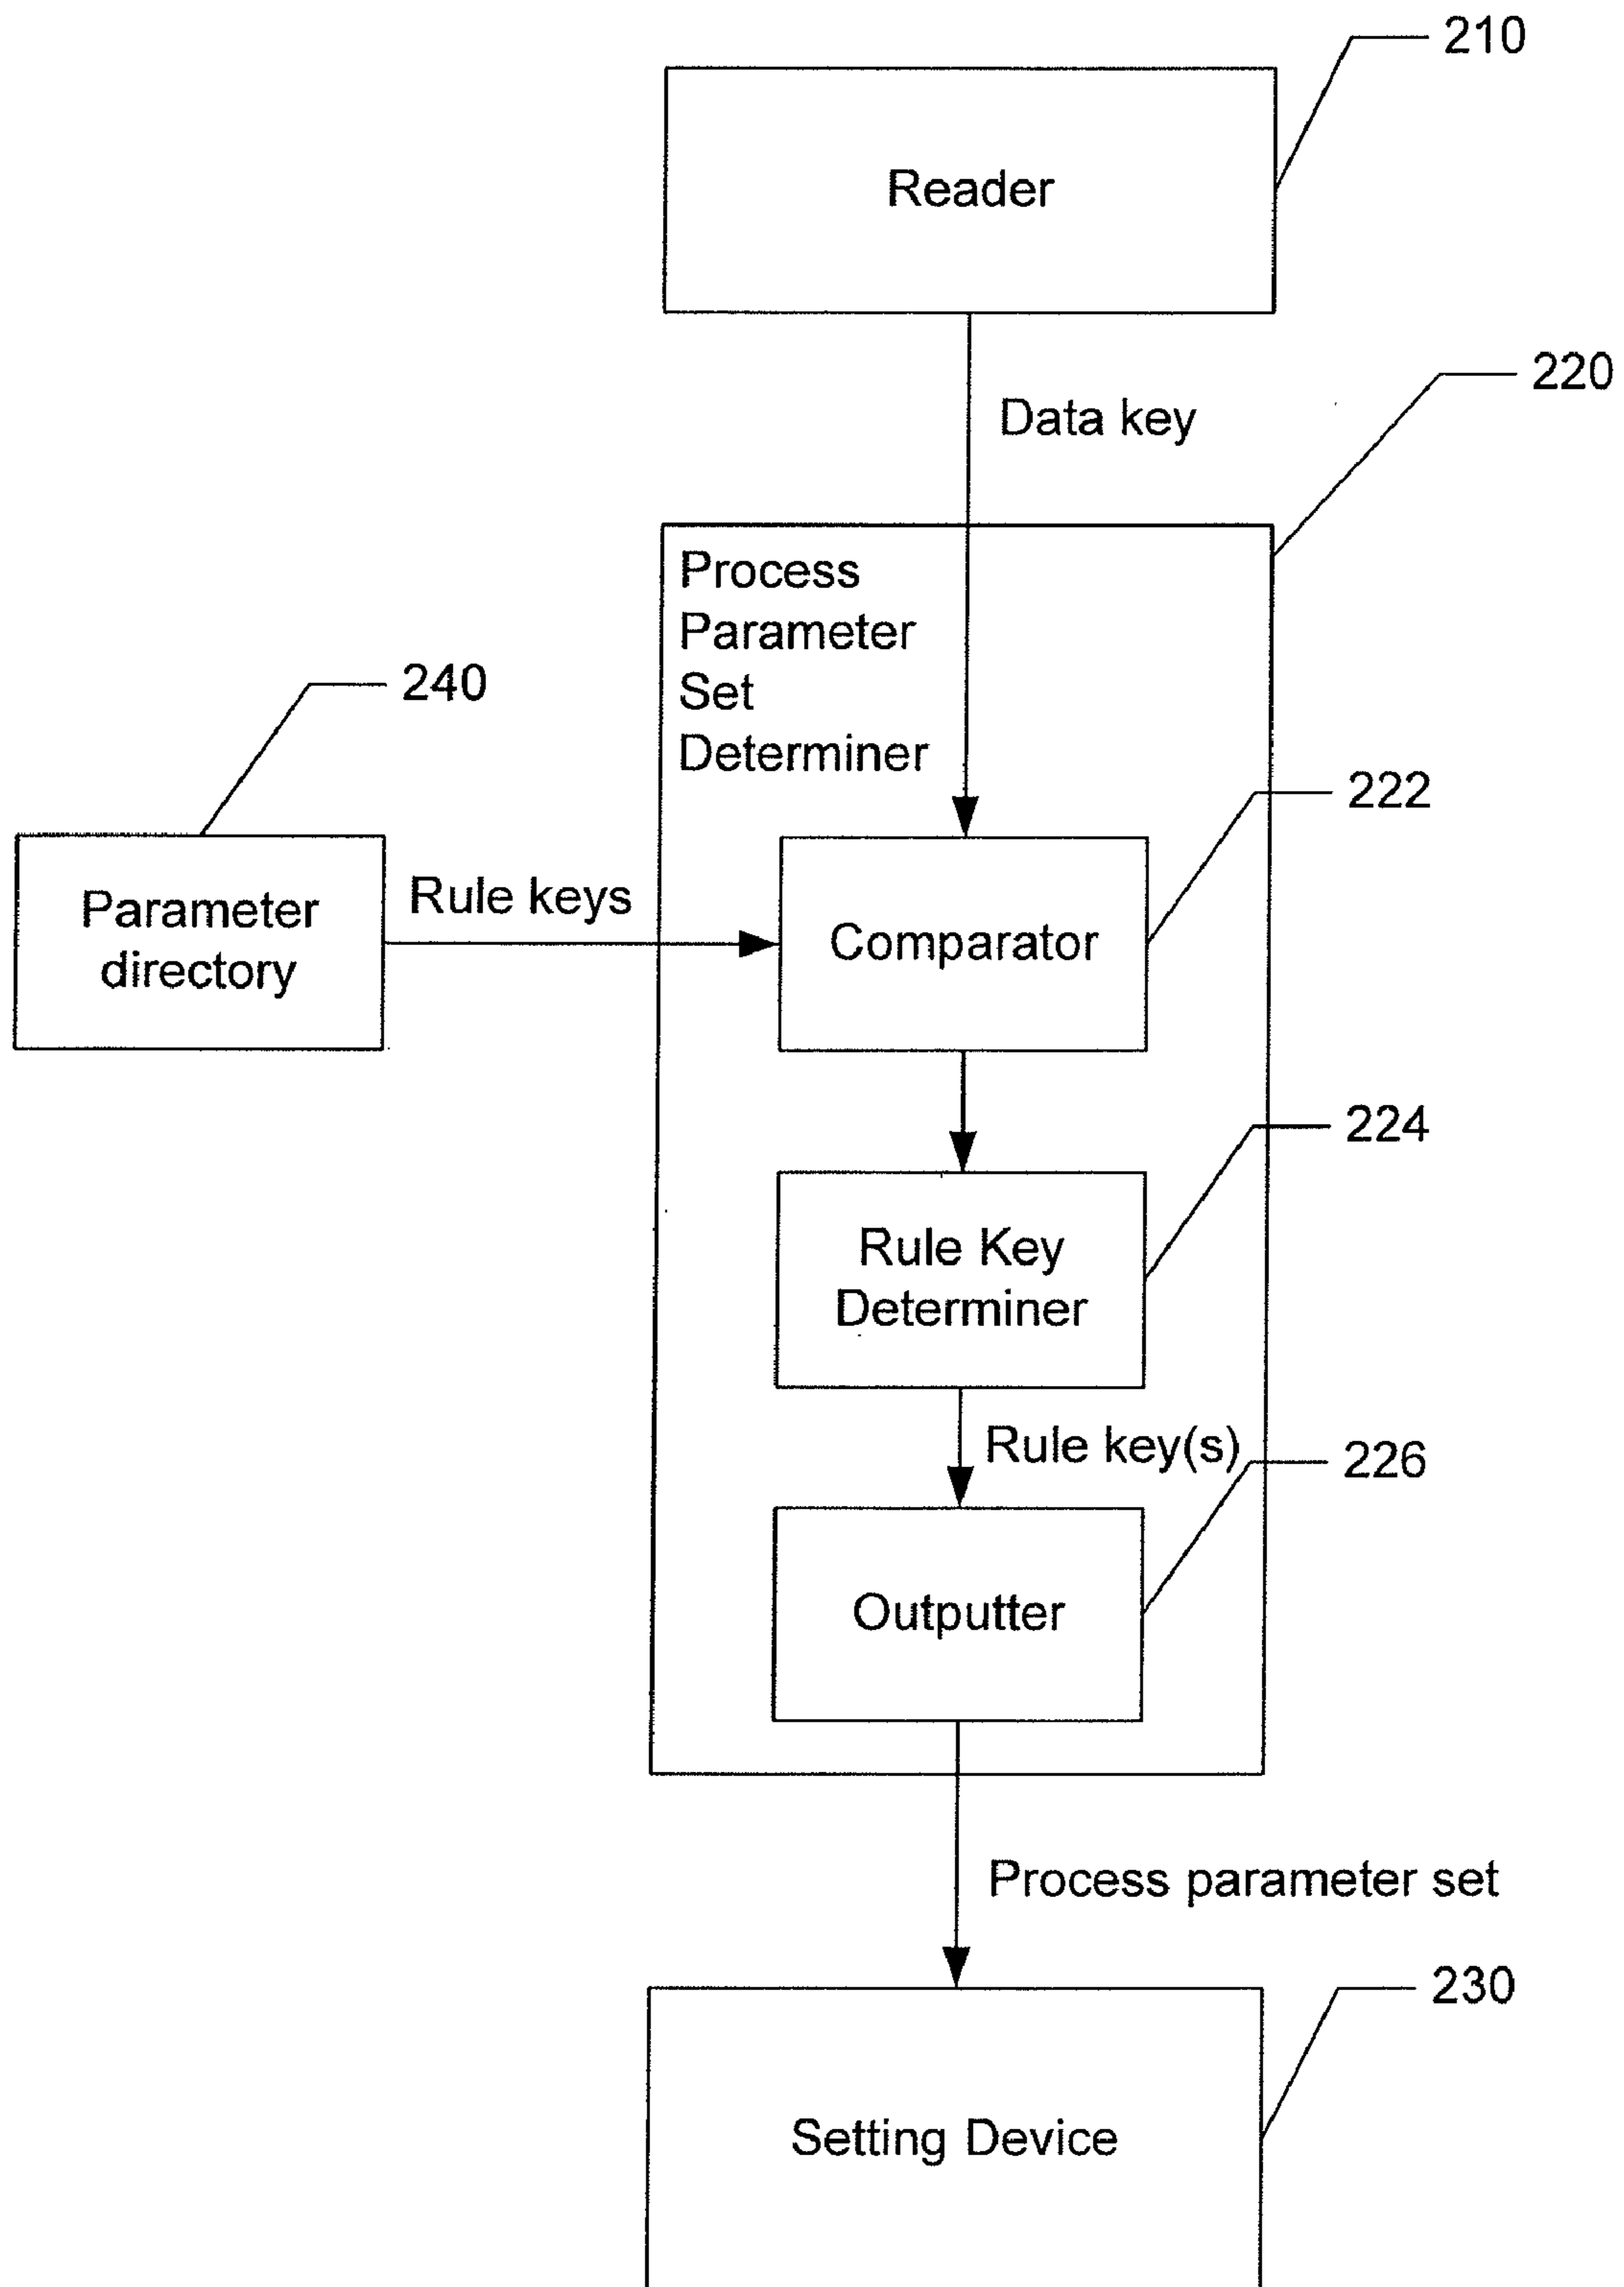 210
Reader
220
Data key
Process
Parameter
Set
Determiner
240
222
Parameter
directory
Rule keys
Comparator
224
Rule Key
Determiner
Rule key(s)
226
Outputter
Process parameter set
230
Setting Device